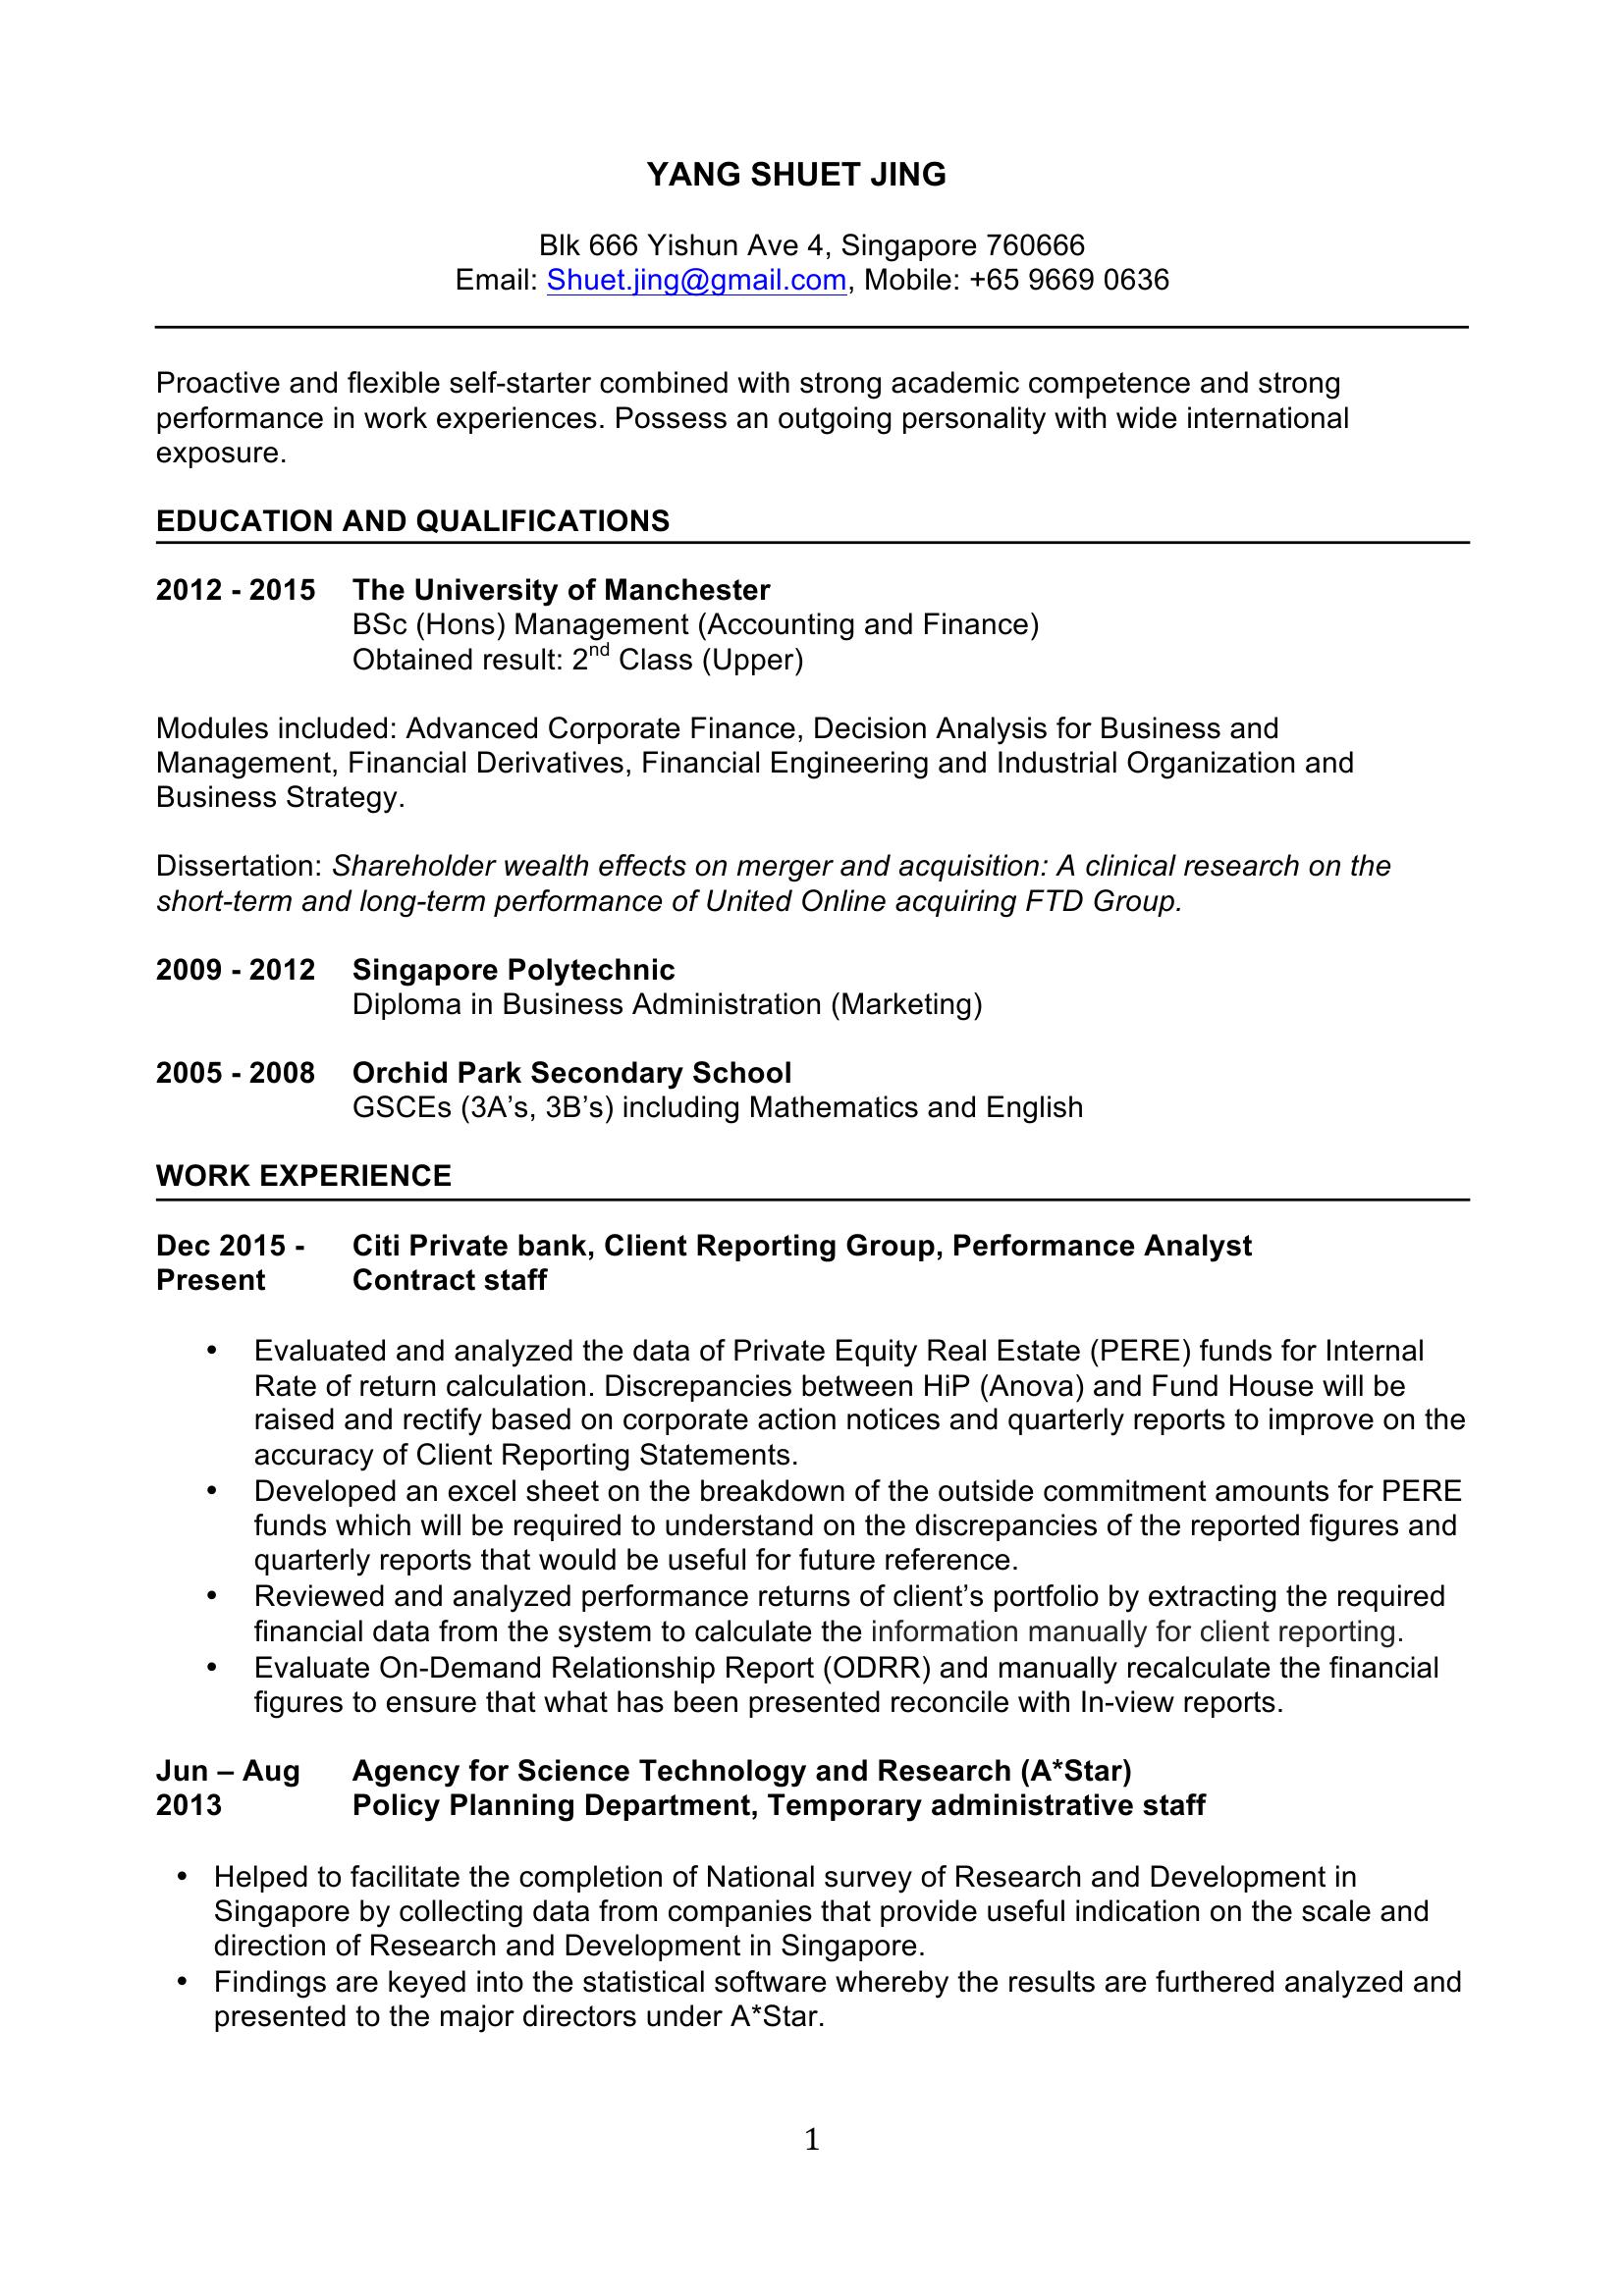 YANG SHUET JING
Blk 666 Yishun Ave 4, Singapore 760666
Email: Shuet.jing@gmail.com, Mobile: +65 9669 0636
Proactive and flexible self-starter combined with strong academic competence and strong
performance in work experiences. Possess an outgoing personality with wide international
exposure.
EDUCATION AND QUALIFICATIONS
2012 - 2015 The University of Manchester
BSc (Hons) Management (Accounting and Finance)
Obtained result: 2nd Class (Upper)
Modules included: Advanced Corporate Finance, Decision Analysis for Business and
Management, Financial Derivatives, Financial Engineering and Industrial Organization and
Business Strategy.
Dissertation: Shareholder wealth effects on merger and acquisition: A clinical research on the
short-term and long-term performance of United Online acquiring FTD Group.
2009 - 2012 Singapore Polytechnic
Diploma in Business Administration (Marketing)
2005 - 2008 Orchid Park Secondary School
GSCEs (3A's, 3B's) including Mathematics and English
WORK EXPERIENCE
Dec 2015 - Citi Private bank, Client Reporting Group, Performance Analyst
Present Contract staff
• Evaluated and analyzed the data of Private Equity Real Estate (PERE) funds for Internal
Rate of return calculation. Discrepancies between HiP (Anova) and Fund House will be
raised and rectify based on corporate action notices and quarterly reports to improve on the
accuracy of Client Reporting Statements.
• Developed an excel sheet on the breakdown of the outside commitment amounts for PERE
funds which will be required to understand on the discrepancies of the reported figures and
quarterly reports that would be useful for future reference.
• Reviewed and analyzed performance returns of client's portfolio by extracting the required
financial data from the system to calculate the information manually for client reporting.
• Evaluate On-Demand Relationship Report (ODRR) and manually recalculate the financial
figures to ensure that what has been presented reconcile with In-view reports.
Jun – Aug Agency for Science Technology and Research (A*Star)
2013 Policy Planning Department, Temporary administrative staff
• Helped to facilitate the completion of National survey of Research and Development in
Singapore by collecting data from companies that provide useful indication on the scale and
direction of Research and Development in Singapore.
• Findings are keyed into the statistical software whereby the results are furthered analyzed and
presented to the major directors under A*Star.
1